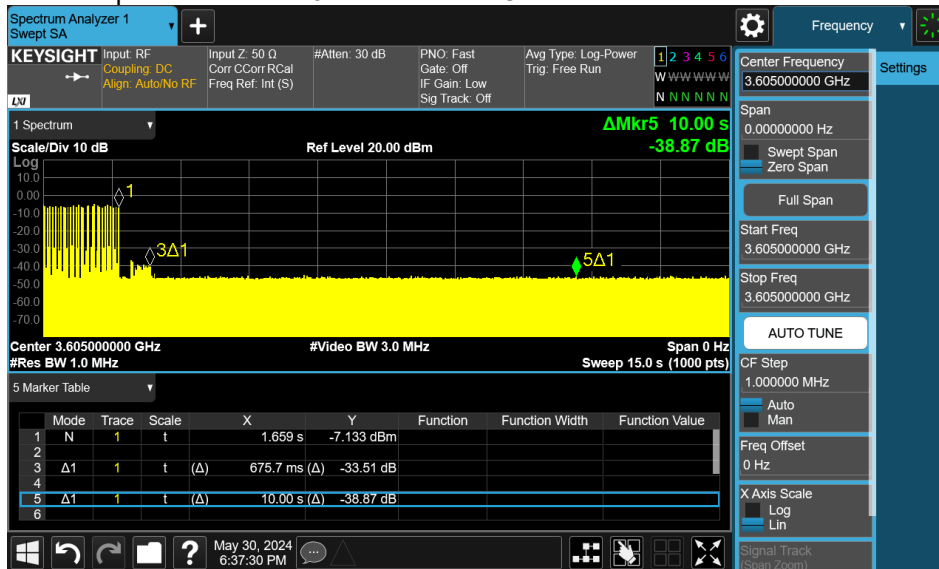 Spectrum Analyzer 1
Swept SA
+
Frequency
KEYSIGHT
LXI
Input: RF
Coupling: DC
Align: Auto/No RF
Input Z: 50 Ω
Corr CCorr RCal
Freq Ref: Int (S)
#Atten: 30 dB
PNO: Fast
Gate: Off
IF Gain: Low
Sig Track: Off
Avg Type: Log-Power
Trig: Free Run
1 2 3 4 5 6
W W W W W W
N N N N N N
1 Spectrum
Scale/Div 10 dB
Ref Level 20.00 dBm
ΔMkr5 10.00 s
-38.87 dB
Log
10.0
0.00
-10.0
-20.0
-30.0
-40.0
-50.0
-60.0
-70.0
1
3Δ1
5Δ1
Center 3.605000000 GHz
#Video BW 3.0 MHz
Span 0 Hz
#Res BW 1.0 MHz
Sweep 15.0 s (1000 pts)
5 Marker Table
Mode Trace Scale X Y Function Function Width Function Value
1 N 1 t 1.659 s -7.133 dBm
2
3 Δ1 1 t (Δ) 675.7 ms (Δ) -33.51 dB
4
5 Δ1 1 t (Δ) 10.00 s (Δ) -38.87 dB
6
?
May 30, 2024
6:37:30 PM
Settings
Center Frequency
3.605000000 GHz
Span
0.00000000 Hz
Swept Span
Zero Span
Full Span
Start Freq
3.605000000 GHz
Stop Freq
3.605000000 GHz
AUTO TUNE
CF Step
1.000000 MHz
Auto
Man
Freq Offset
0 Hz
X Axis Scale
Log
Lin
Signal Track
(Span Zoom)